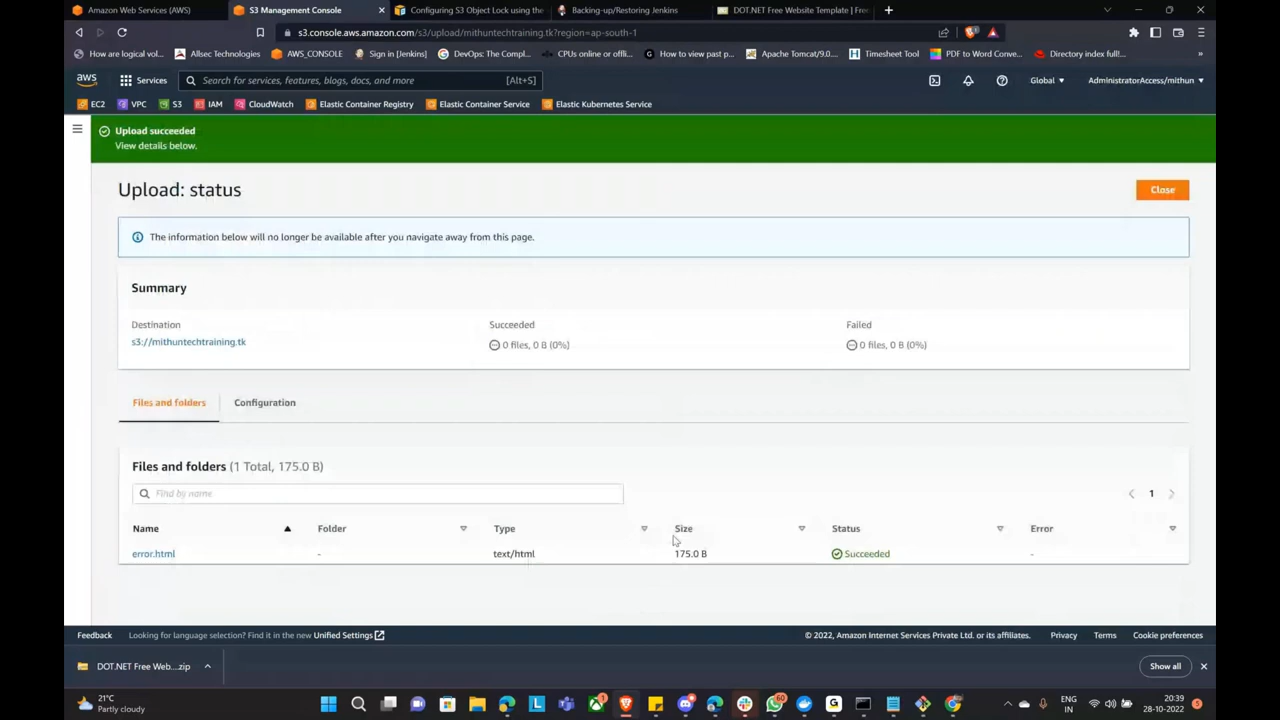 Amazon Web Services (AWS)
S3 Management Console
Configuring S3 Object Lock using the
Backing-up/Restoring Jenkins
DOT.NET Free Website Template | Free
s3.console.aws.amazon.com/s3/upload/mithuntechtraining.tk?region=ap-south-1
How are logical vol...
Allsec Technologies
AWS_CONSOLE
Sign in [Jenkins]
DevOps: The Compl...
CPUs online or offli...
How to view past p...
Apache Tomcat/9.0....
Timesheet Tool
PDF to Word Conve...
Directory index full!...
aws
Services
Search for services, features, blogs, docs, and more
[Alt+S]
Global
AdministratorAccess/mithun
EC2
VPC
S3
IAM
CloudWatch
Elastic Container Registry
Elastic Container Service
Elastic Kubernetes Service
Upload succeeded
View details below.
Upload: status
Close
The information below will no longer be available after you navigate away from this page.
Summary
Destination
Succeeded
Failed
s3://mithuntechtraining.tk
0 files, 0 B (0%)
0 files, 0 B (0%)
Files and folders
Configuration
Files and folders (1 Total, 175.0 B)
Find by name
1
Name
Folder
Type
Size
Status
Error
error.html
-
text/html
175.0 B
Succeeded
-
Feedback
Looking for language selection? Find it in the new Unified Settings
© 2022, Amazon Internet Services Private Ltd. or its affiliates.
Privacy
Terms
Cookie preferences
DOT.NET Free Web....zip
Show all
21°C
Partly cloudy
ENG
IN
20:39
28-10-2022